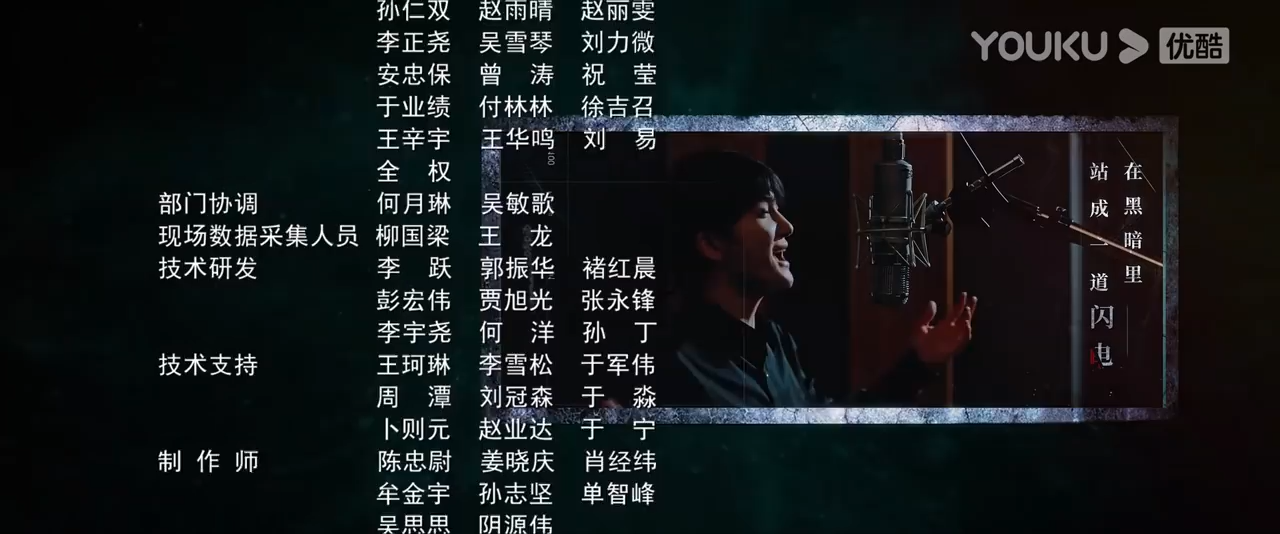 孙仁双 赵雨晴 赵丽雯
YOUKU 优酷
李正尧 吴雪琴 刘力微
安忠保 曾涛 祝莹
于业绩 付林林 徐吉召
王辛宇 王华鸣 刘易
全权
部门协调 何月琳 吴敏歌
现场数据采集人员 柳国梁 王龙
技术研发 李跃 郭振华 褚红晨
彭宏伟 贾旭光 张永锋
李宇尧 何洋 孙丁
技术支持 王珂琳 李雪松 于军伟
周潭 刘冠森 于淼
卜则元 赵业达 于宁
制作师 陈忠尉 姜晓庆 肖经纬
牟金宇 孙志坚 单智峰
吴思思 阴源伟
在黑暗里
站成一道闪电